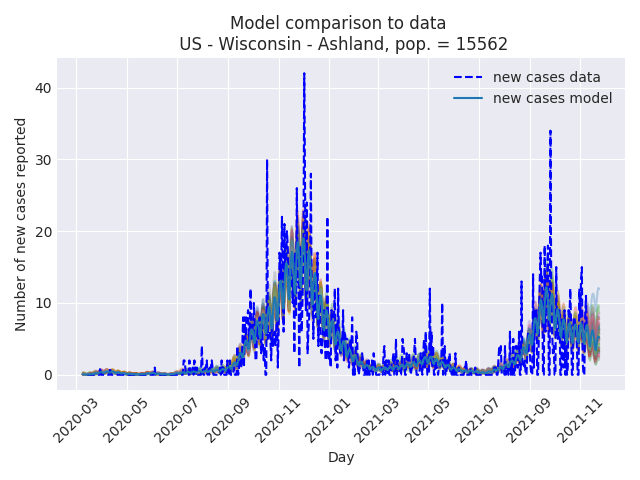 Model comparison to data
US - Wisconsin - Ashland, pop. = 15562
new cases data
new cases model
Number of new cases reported
40
30
20
10
0
2020-03
2020-05
2020-07
2020-09
2020-11
2021-01
2021-03
2021-05
2021-07
2021-09
2021-11
Day